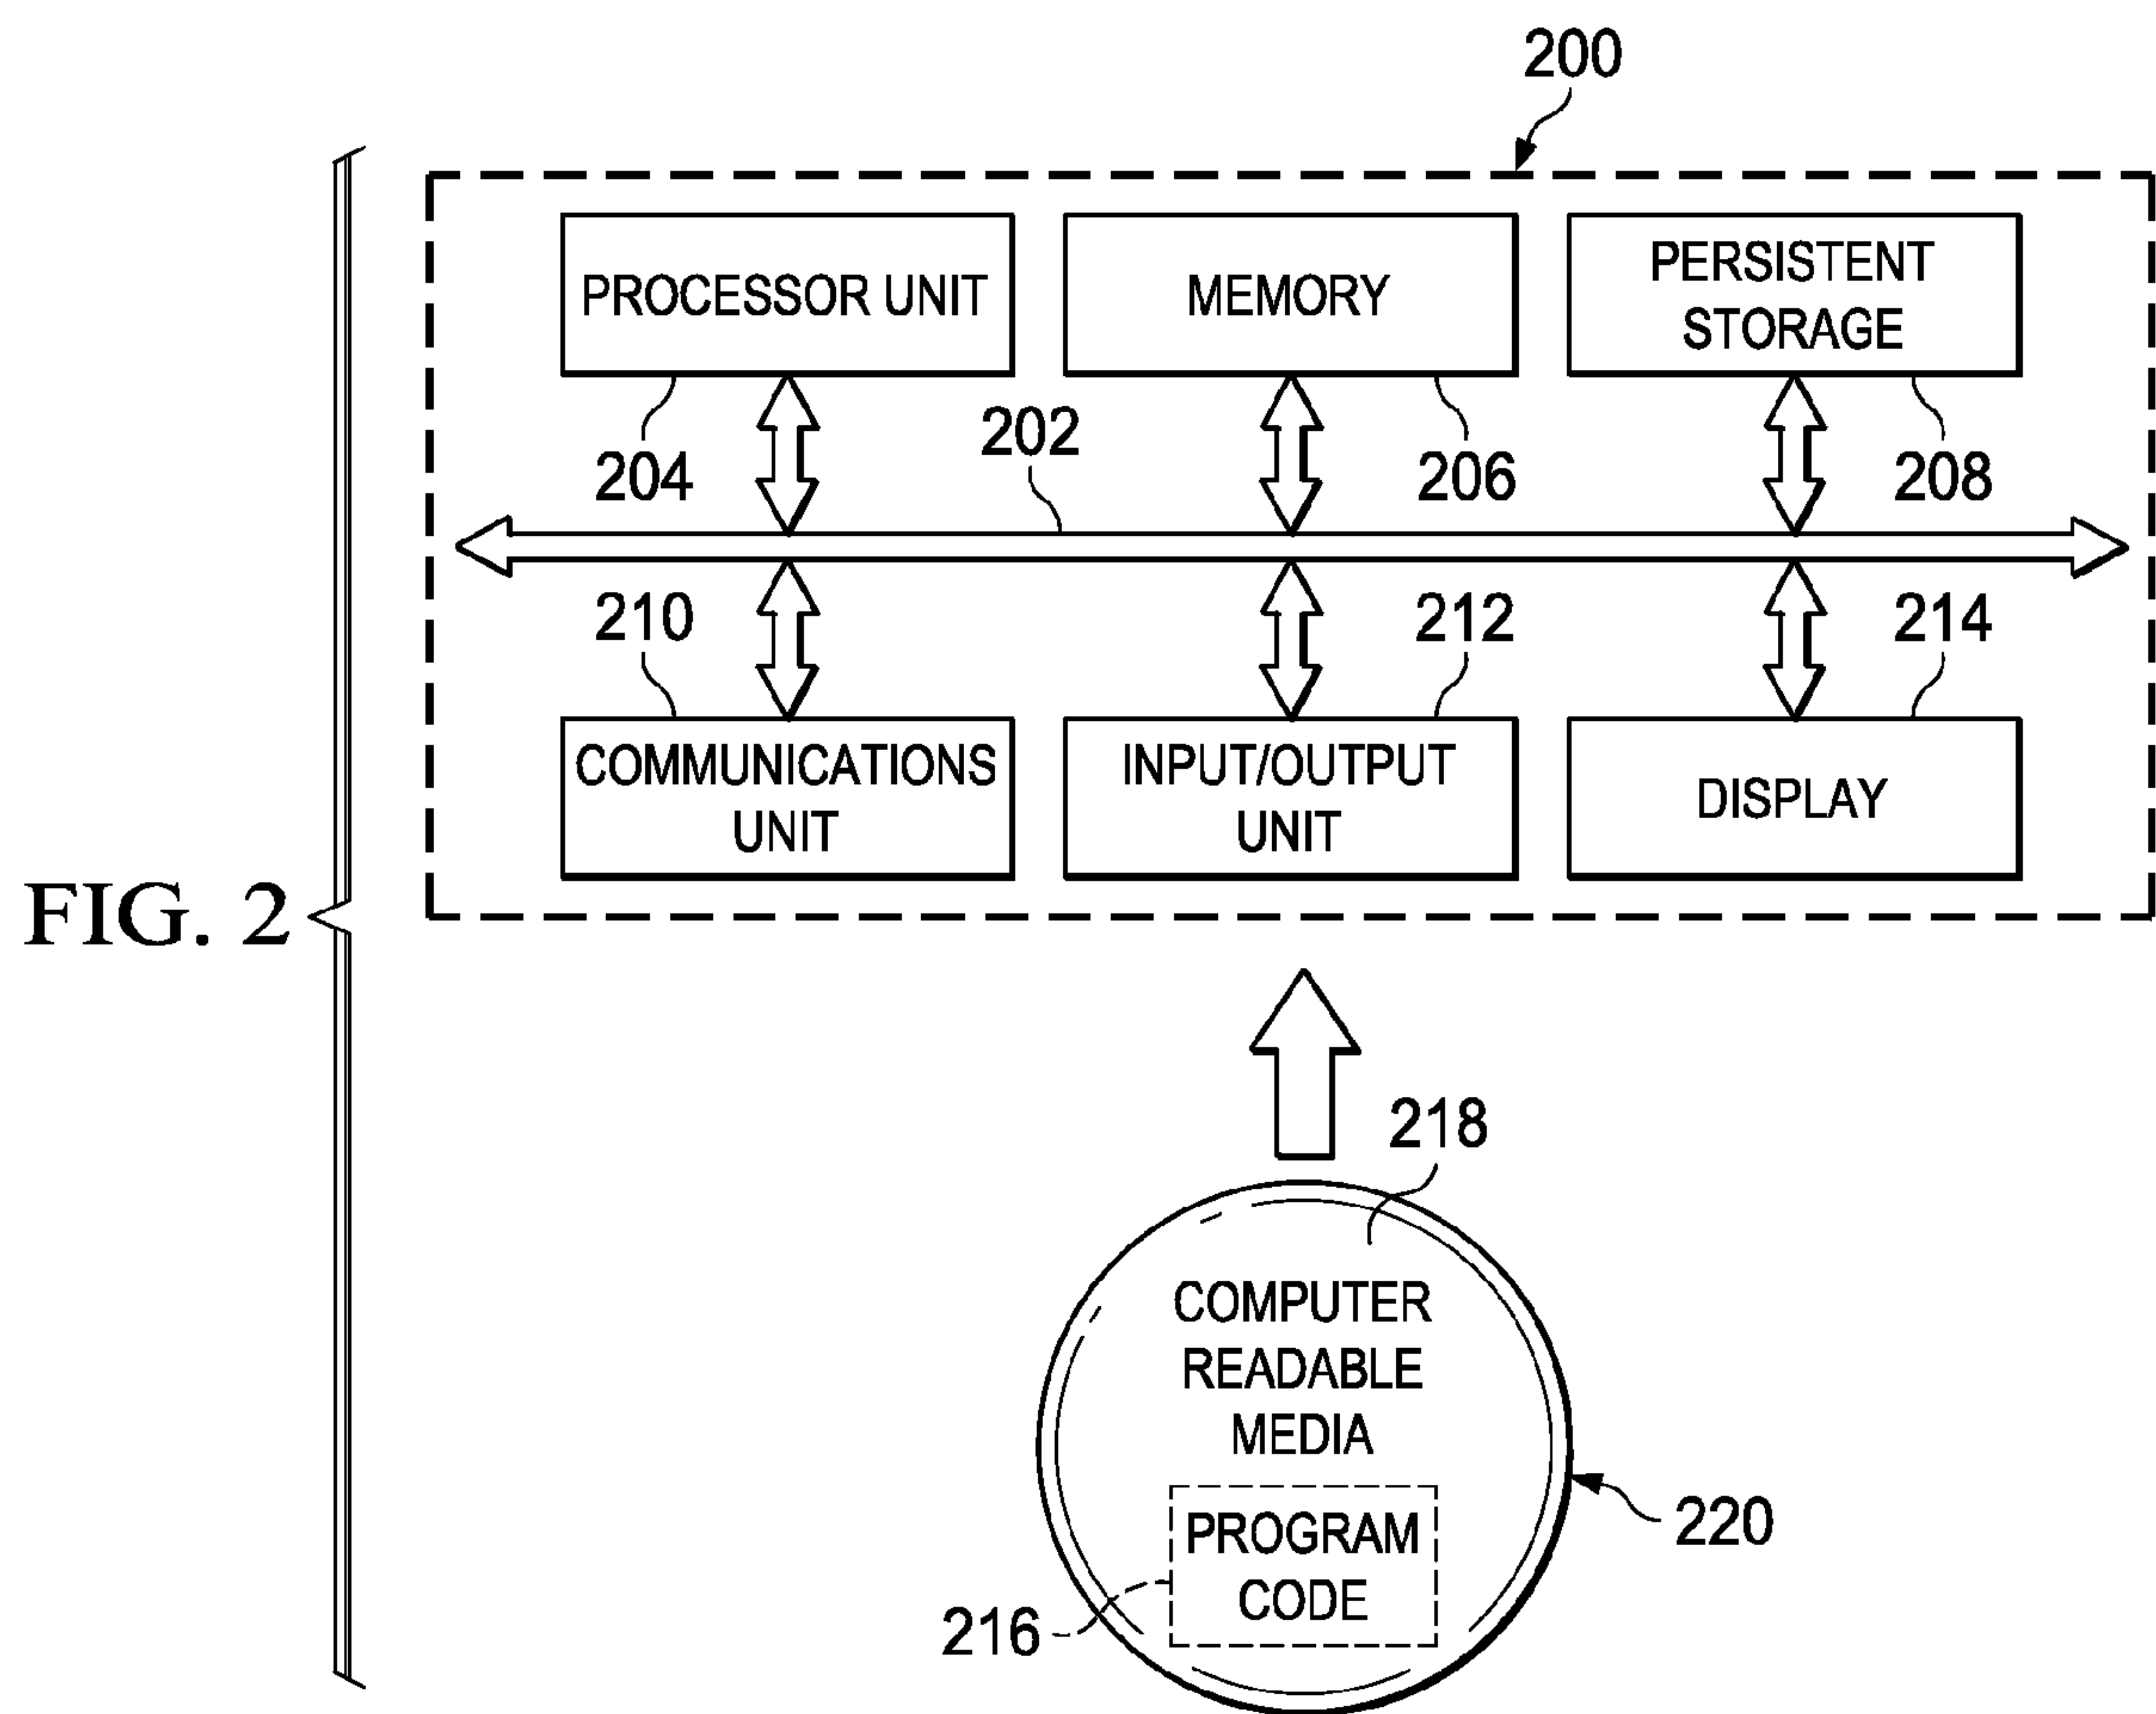 200
PROCESSOR UNIT
MEMORY
PERSISTENT
STORAGE
204
202
206
208
210
212
214
COMMUNICATIONS
UNIT
INPUT/OUTPUT
UNIT
DISPLAY
FIG. 2
218
COMPUTER
READABLE
MEDIA
PROGRAM
CODE
220
216